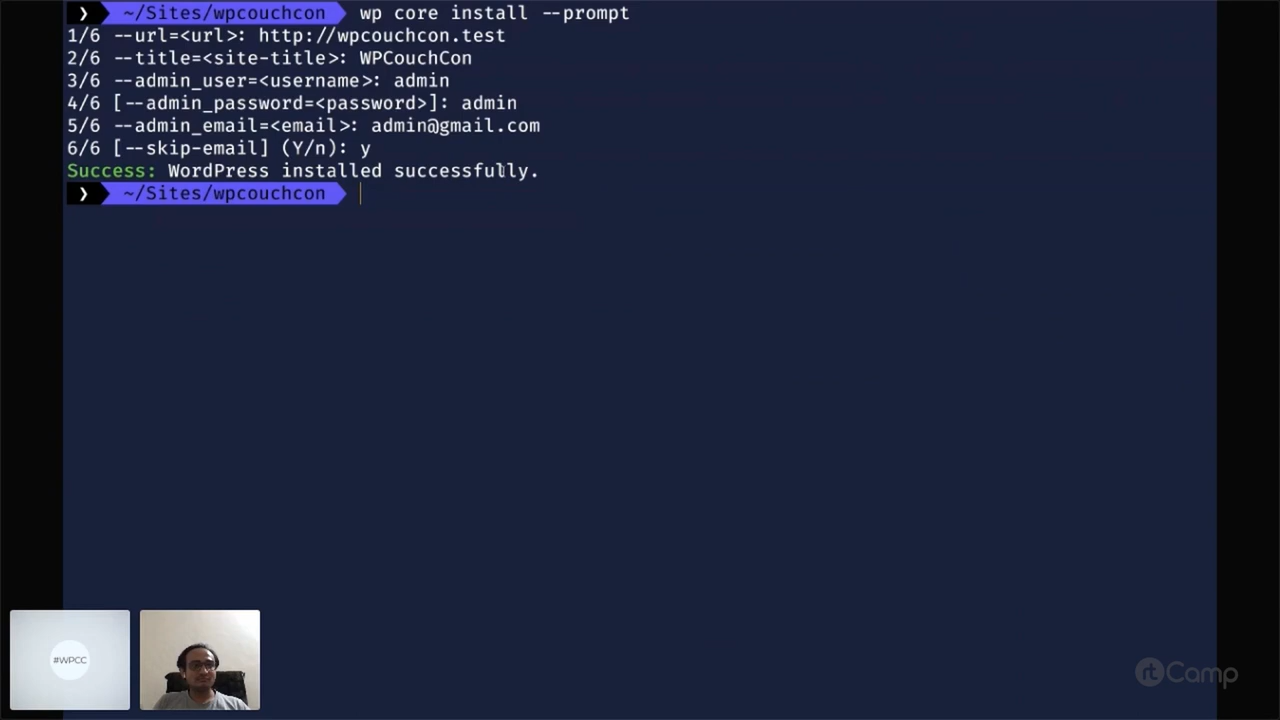 ❯ ~/Sites/wpcouchcon wp core install --prompt
1/6 --url=<url>: http://wpcouchcon.test
2/6 --title=<site-title>: WPCouchCon
3/6 --admin_user=<username>: admin
4/6 [--admin_password=<password>]: admin
5/6 --admin_email=<email>: admin@gmail.com
6/6 [--skip-email] (Y/n): y
Success: WordPress installed successfully.
❯ ~/Sites/wpcouchcon
#WPCC
rtCamp